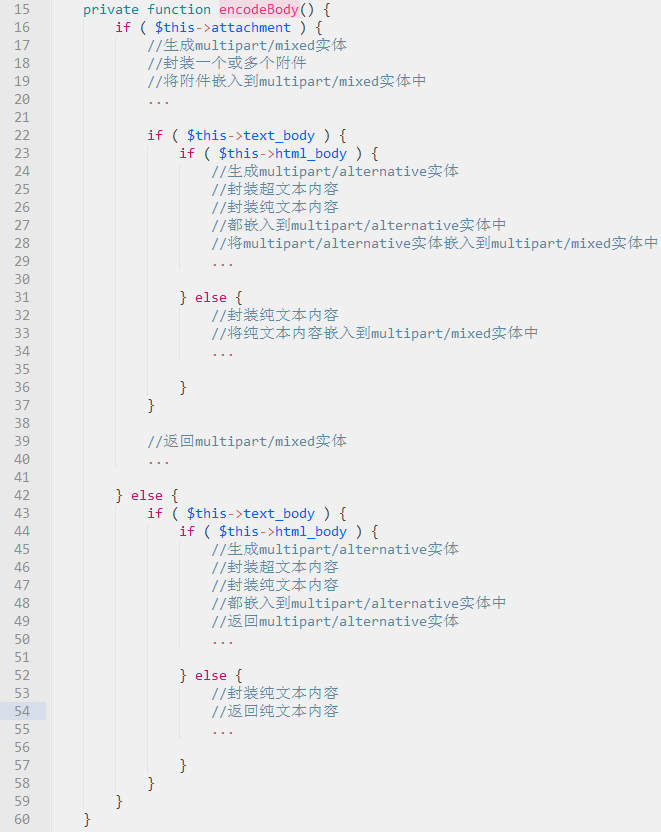 15 private function encodeBody() {
16 if ( $this->attachment ) {
17 //生成multipart/mixed实体
18 //封装一个或多个附件
19 //将附件嵌入到multipart/mixed实体中
20 ...
21
22 if ( $this->text_body ) {
23 if ( $this->html_body ) {
24 //生成multipart/alternative实体
25 //封装超文本内容
26 //封装纯文本内容
27 //都嵌入到multipart/alternative实体中
28 //将multipart/alternative实体嵌入到multipart/mixed实体中
29 ...
30
31 } else {
32 //封装纯文本内容
33 //将纯文本内容嵌入到multipart/mixed实体中
34 ...
35
36 }
37 }
38
39 //返回multipart/mixed实体
40 ...
41
42 } else {
43 if ( $this->text_body ) {
44 if ( $this->html_body ) {
45 //生成multipart/alternative实体
46 //封装超文本内容
47 //封装纯文本内容
48 //都嵌入到multipart/alternative实体中
49 //返回multipart/alternative实体
50 ...
51
52 } else {
53 //封装纯文本内容
54 //返回纯文本内容
55 ...
56
57 }
58 }
59 }
60 }